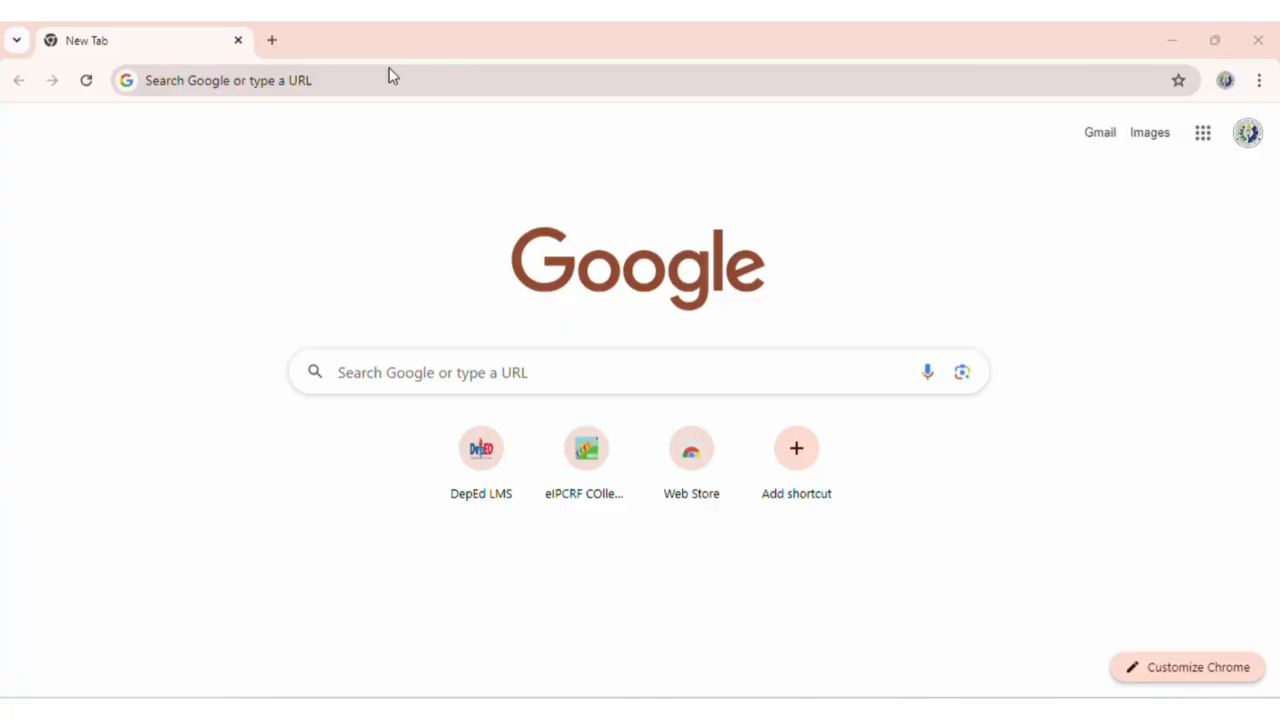 New Tab
Search Google or type a URL
Gmail Images
Google
Search Google or type a URL
DepED
DepEd LMS eIPCRF COlle... Web Store Add shortcut
Customize Chrome